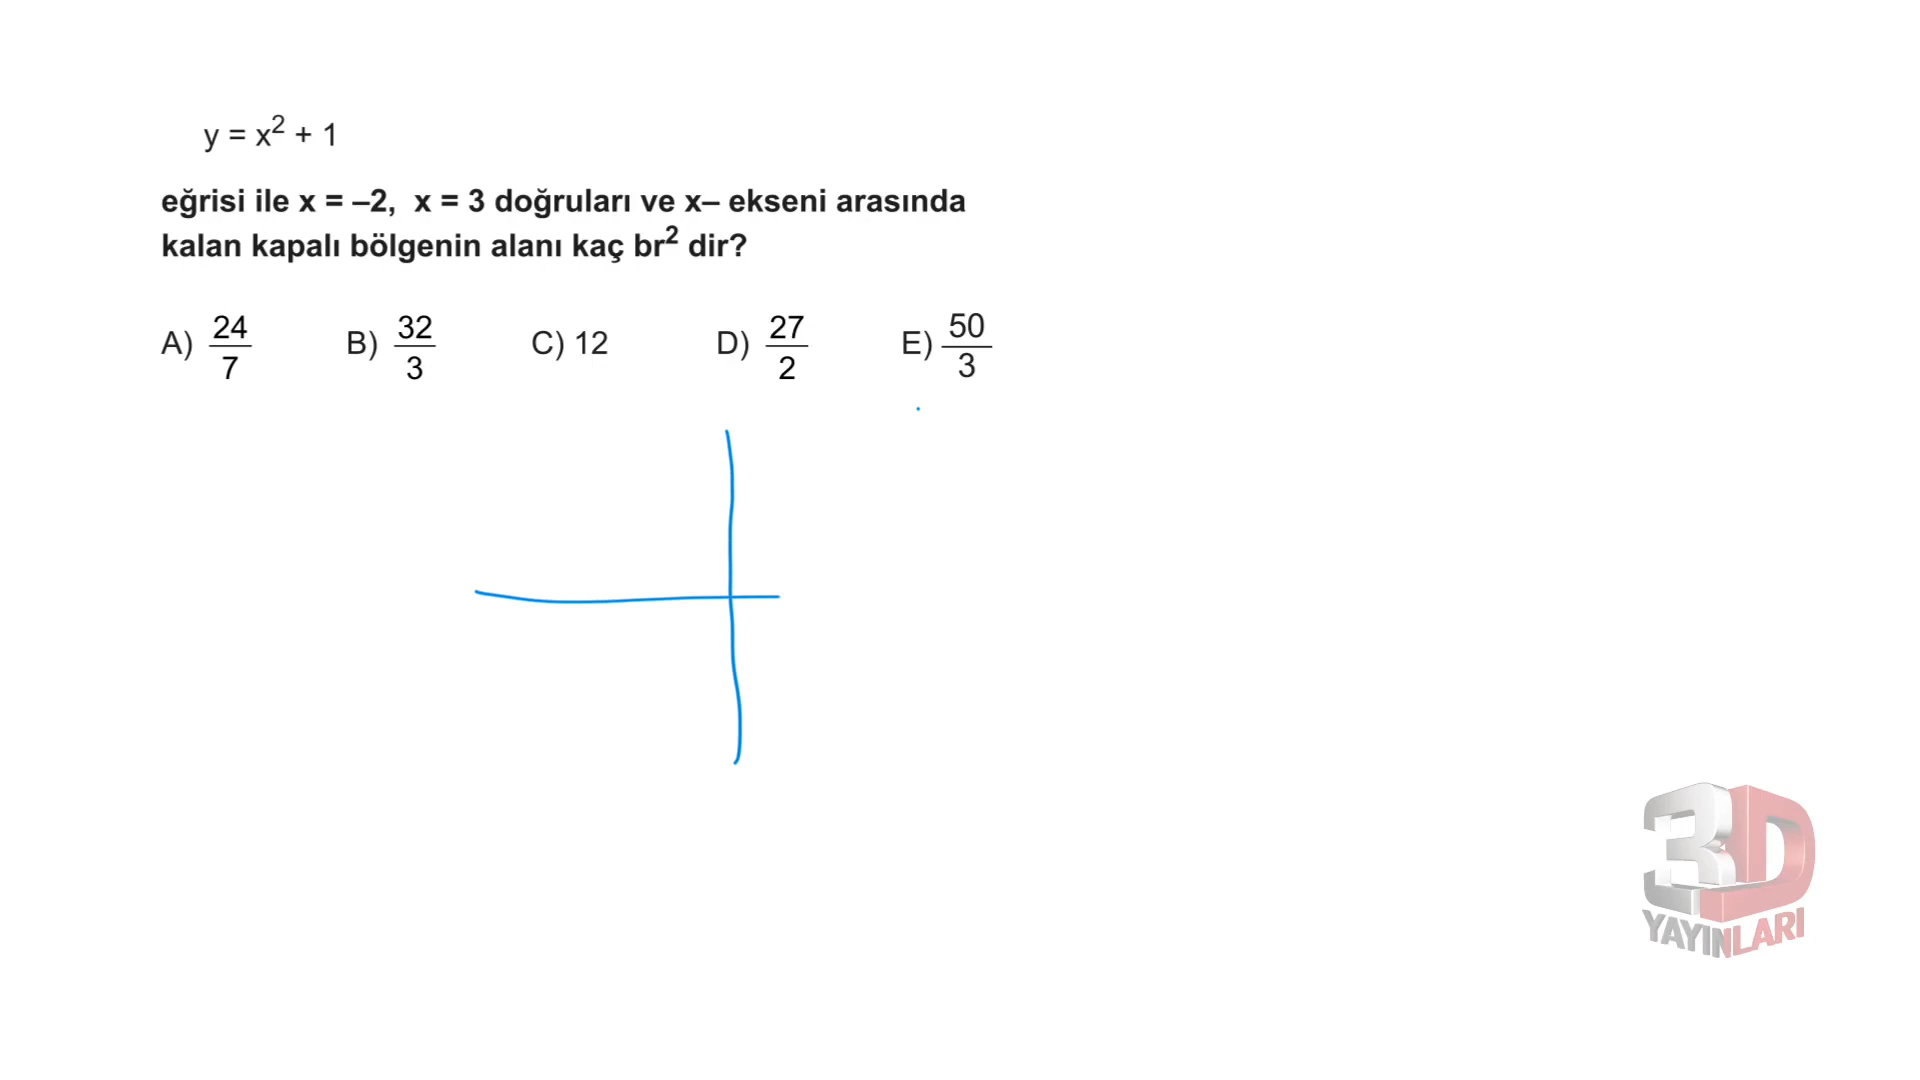 y = x² + 1
eğrisi ile x = –2, x = 3 doğruları ve x– ekseni arasında
kalan kapalı bölgenin alanı kaç br² dir?
A) 24/7 B) 32/3 C) 12 D) 27/2 E) 50/3
3D
YAYINLARI